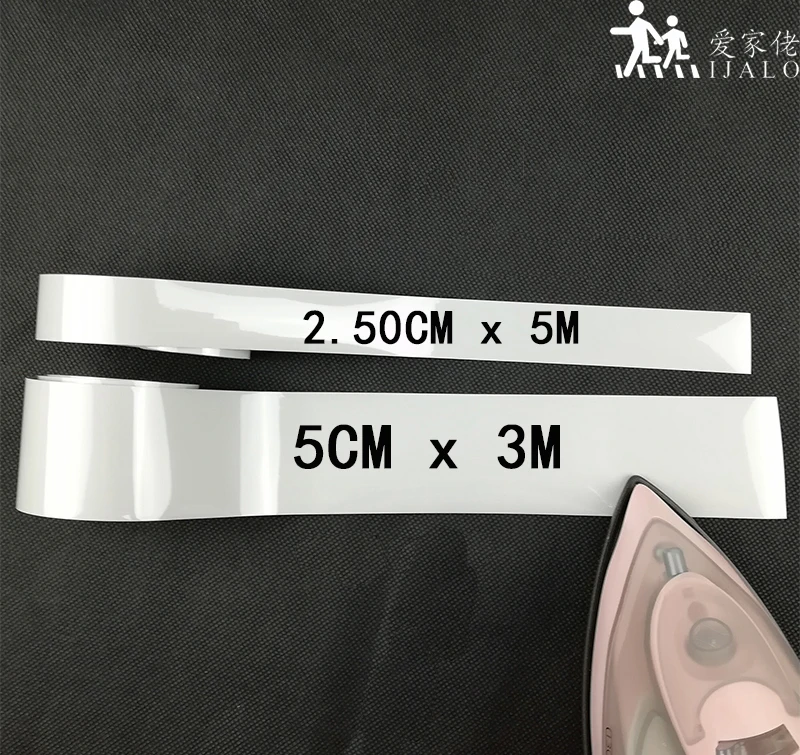 爱家佬
IJALO
2.50CM x 5M
5CM x 3M